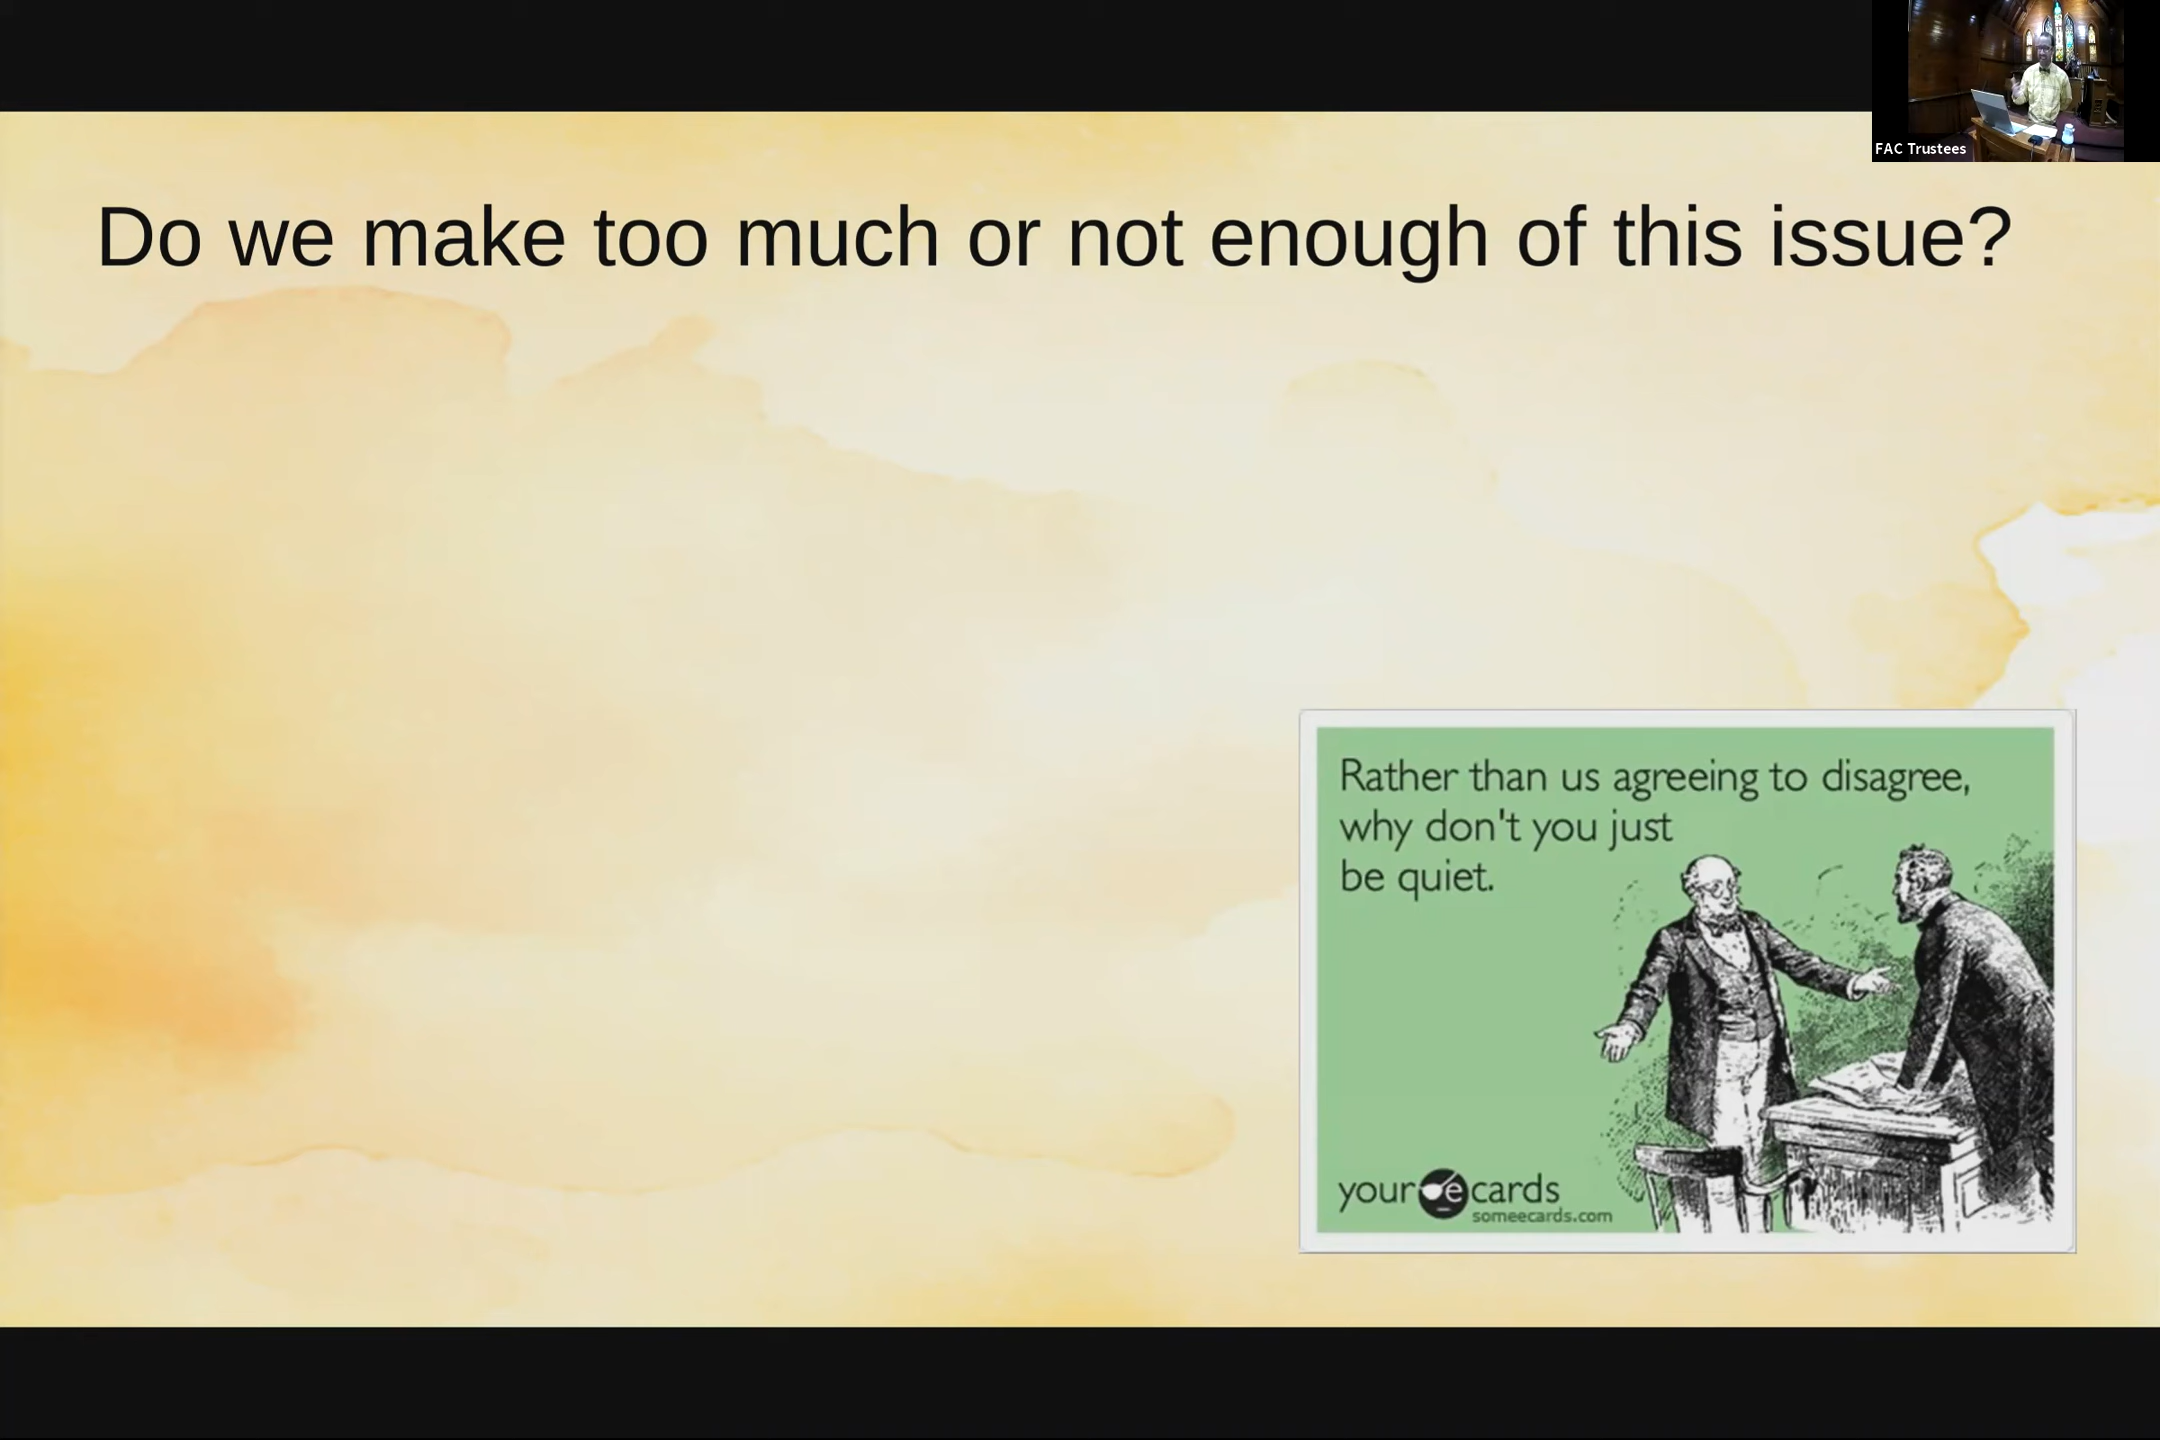 FAC Trustees
Do we make too much or not enough of this issue?
Rather than us agreeing to disagree,
why don't you just
be quiet.
your e cards
someecards.com